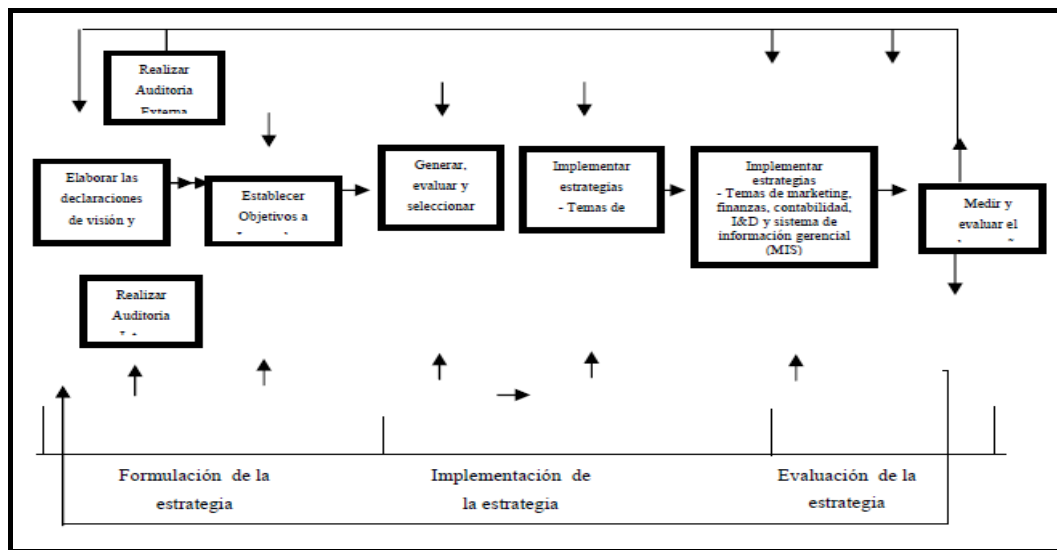 Realizar
Auditoria
Externa
Elaborar las
declaraciones
de visión y
Establecer
Objetivos a
Realizar
Auditoria
Generar,
evaluar y
seleccionar
Implementar
estrategias
- Temas de
Implementar
estrategias
- Temas de marketing,
finanzas, contabilidad,
I&D y sistema de
información gerencial
(MIS)
Medir y
evaluar el
Formulación de la
estrategia
Implementación de
la estrategia
Evaluación de la
estrategia